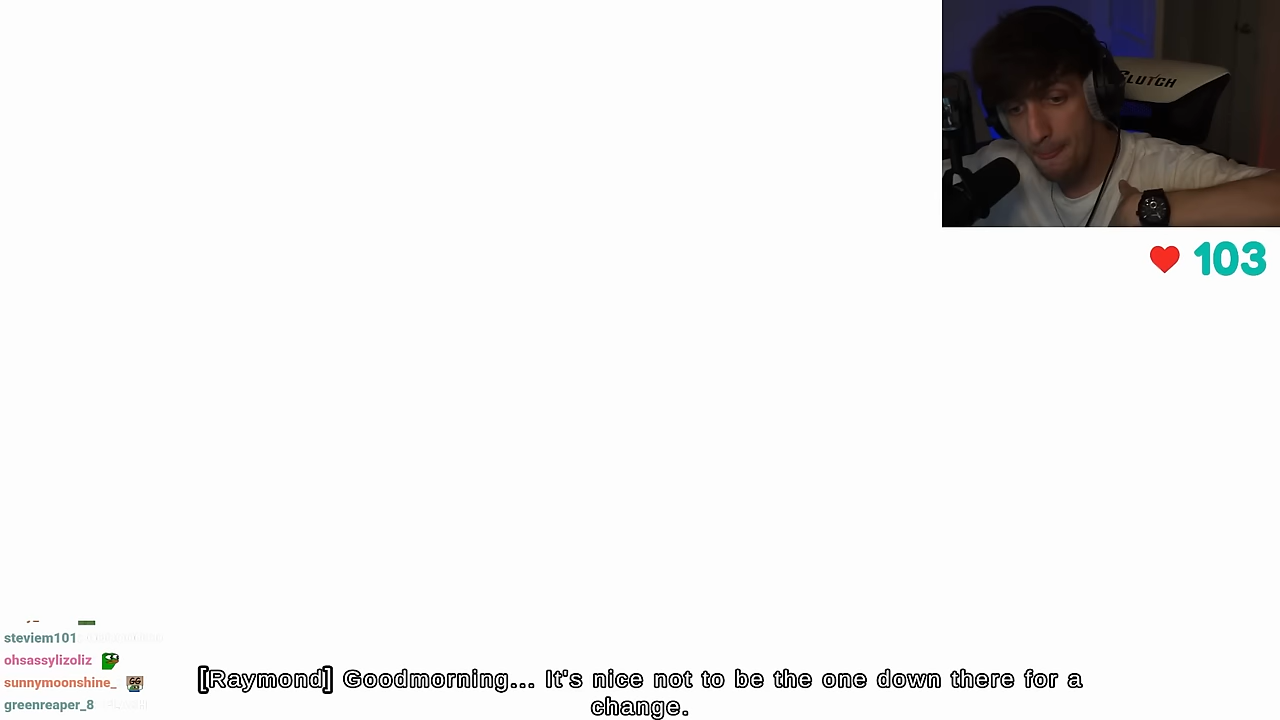 CLUTCH
103
steviem101
ohsassylizoliz
sunnymoonshine_
greenreaper_8
[Raymond] Goodmorning... It's nice not to be the one down there for a
change.